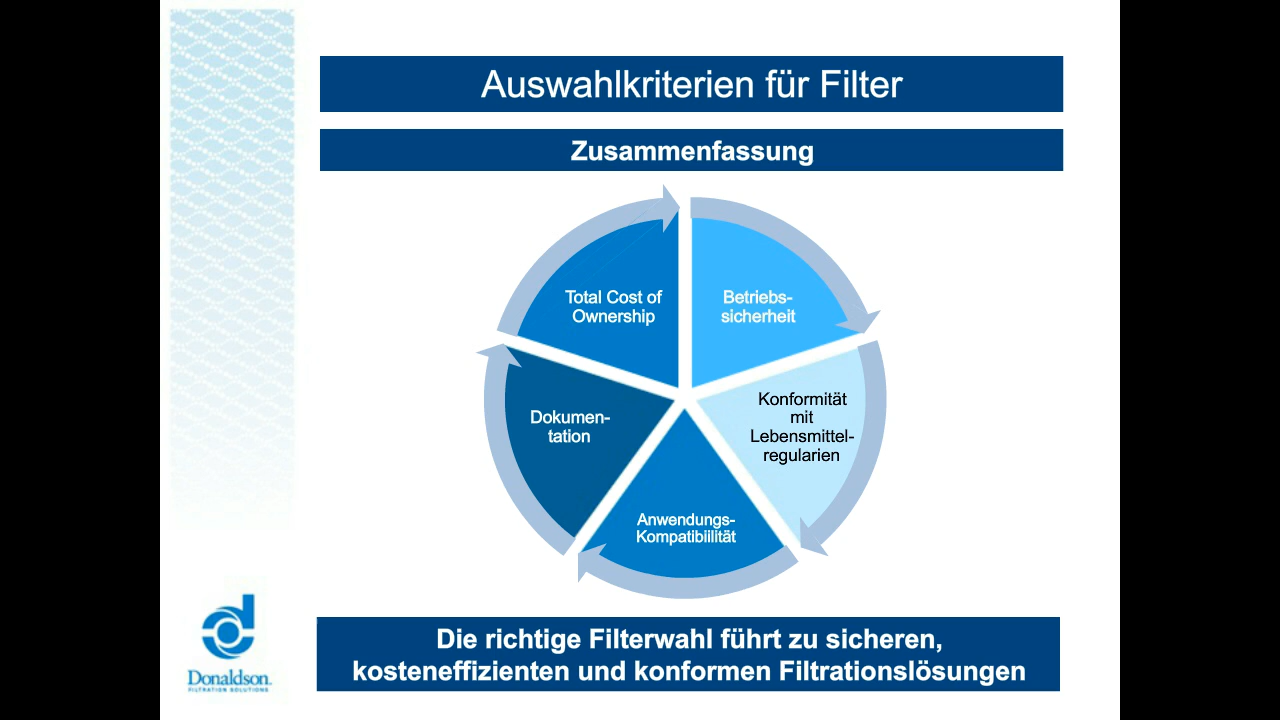 Auswahlkriterien für Filter
Zusammenfassung
Total Cost of
Ownership
Betriebs-
sicherheit
Konformität
mit
Lebensmittel-
regularien
Dokumen-
tation
Anwendungs-
Kompatibiilität
Die richtige Filterwahl führt zu sicheren,
kosteneffizienten und konformen Filtrationslösungen
Donaldson.
FILTRATION SOLUTIONS